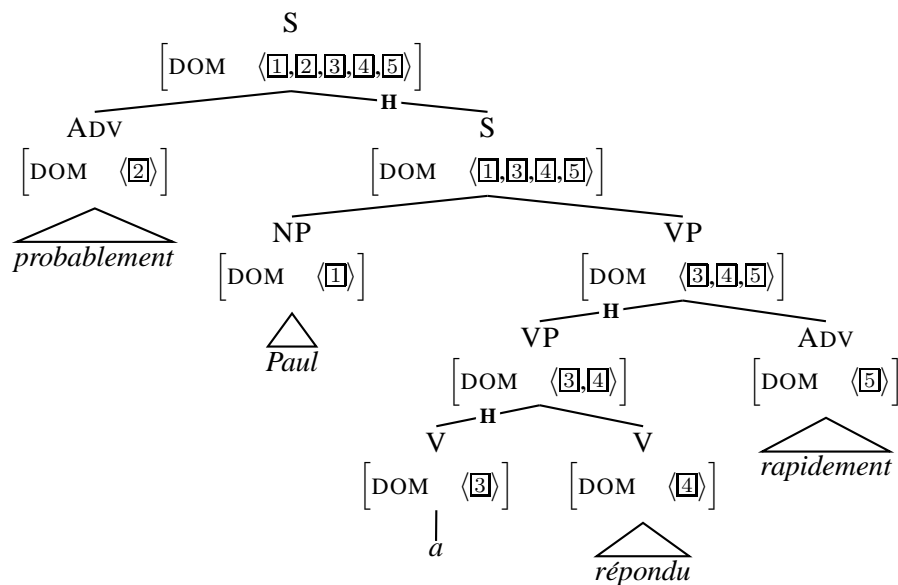 S
[DOM ⟨1,2,3,4,5⟩]
H
ADV S
[DOM ⟨2⟩] [DOM ⟨1,3,4,5⟩]
probablement NP VP
[DOM ⟨1⟩] [DOM ⟨3,4,5⟩]
H
Paul VP ADV
[DOM ⟨3,4⟩] [DOM ⟨5⟩]
H
V V
rapidement
[DOM ⟨3⟩] [DOM ⟨4⟩]
a répondu